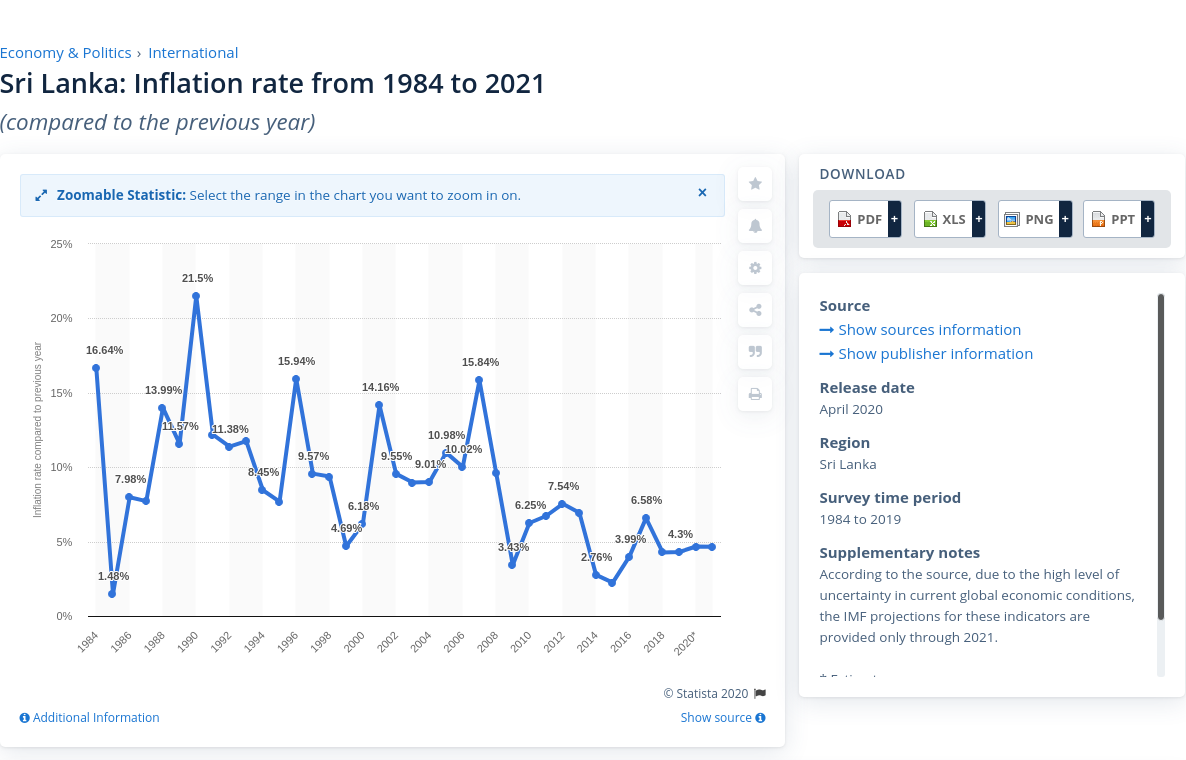 Economy & Politics › International
Sri Lanka: Inflation rate from 1984 to 2021
(compared to the previous year)
Zoomable Statistic: Select the range in the chart you want to zoom in on.
×
Inflation rate compared to previous year
25%
20%
15%
10%
5%
0%
16.64%
1.48%
7.98%
13.99%
11.57%
21.5%
11.38%
8.45%
15.94%
9.57%
4.69%
6.18%
14.16%
9.55%
9.01%
10.98%
10.02%
15.84%
3.43%
6.25%
7.54%
2.76%
3.99%
6.58%
4.3%
1984
1986
1988
1990
1992
1994
1996
1998
2000
2002
2004
2006
2008
2010
2012
2014
2016
2018
2020*
© Statista 2020
Additional Information
Show source
DOWNLOAD
PDF +
XLS +
PNG +
PPT +
Source
Show sources information
Show publisher information
Release date
April 2020
Region
Sri Lanka
Survey time period
1984 to 2019
Supplementary notes
According to the source, due to the high level of
uncertainty in current global economic conditions,
the IMF projections for these indicators are
provided only through 2021.